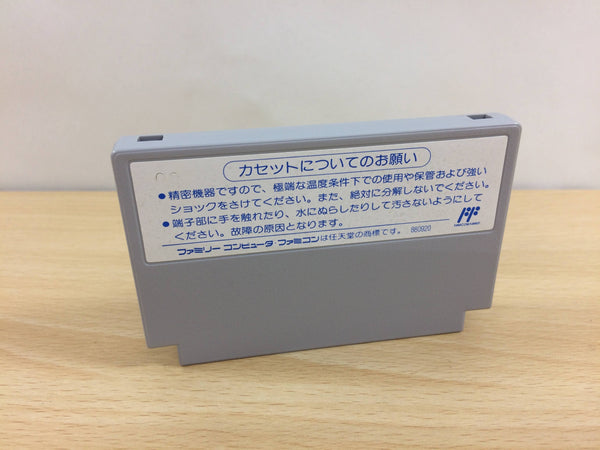 カセットについてのお願い
●精密機器ですので、極端な温度条件下での使用や保管および強い
ショックをさけてください。また、絶対に分解しないでください。
●端子部に手を触れたり、水にぬらしたりして汚さないようにして
ください。故障の原因となります。
ファミリー コンピュータ・ファミコンは任天堂の商標です。 860920